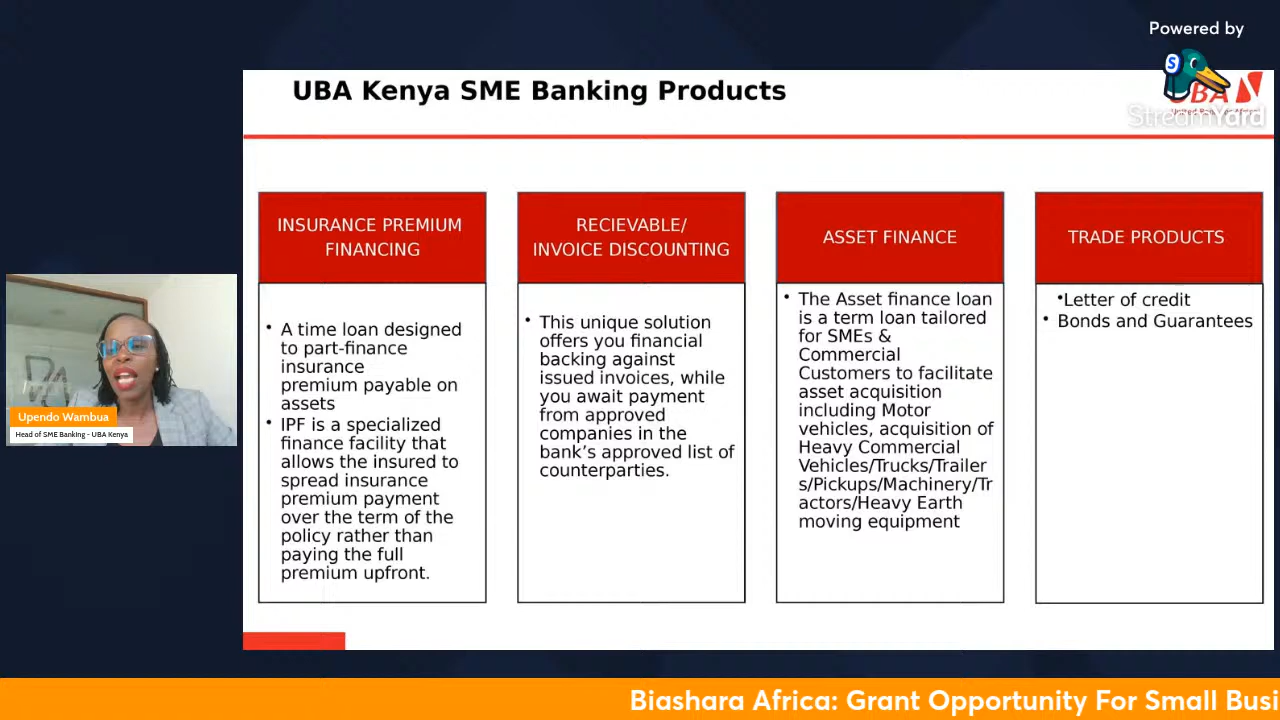 Powered by
StreamYard
UBA Kenya SME Banking Products
INSURANCE PREMIUM
FINANCING
• A time loan designed
to part-finance
insurance
premium payable on
assets
• IPF is a specialized
finance facility that
allows the insured to
spread insurance
premium payment
over the term of the
policy rather than
paying the full
premium upfront.
RECIEVABLE/
INVOICE DISCOUNTING
• This unique solution
offers you financial
backing against
issued invoices, while
you await payment
from approved
companies in the
bank’s approved list of
counterparties.
ASSET FINANCE
• The Asset finance loan
is a term loan tailored
for SMEs &
Commercial
Customers to facilitate
asset acquisition
including Motor
vehicles, acquisition of
Heavy Commercial
Vehicles/Trucks/Trailer
s/Pickups/Machinery/Tr
actors/Heavy Earth
moving equipment
TRADE PRODUCTS
•Letter of credit
• Bonds and Guarantees
Upendo Wambua
Head of SME Banking - UBA Kenya
Biashara Africa: Grant Opportunity For Small Busi